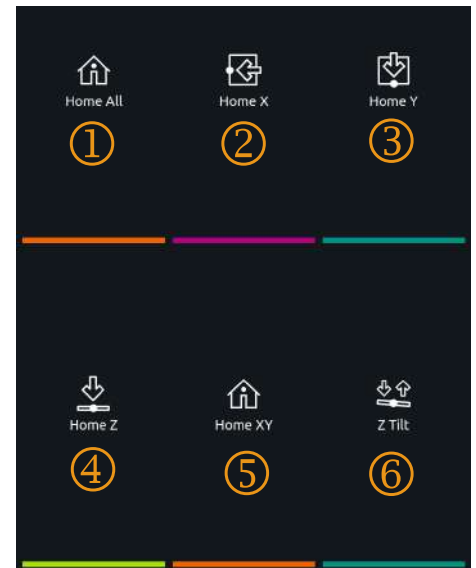 Home All
Home X
Home Y
①
②
③
Home Z
Home XY
Z Tilt
④
⑤
⑥